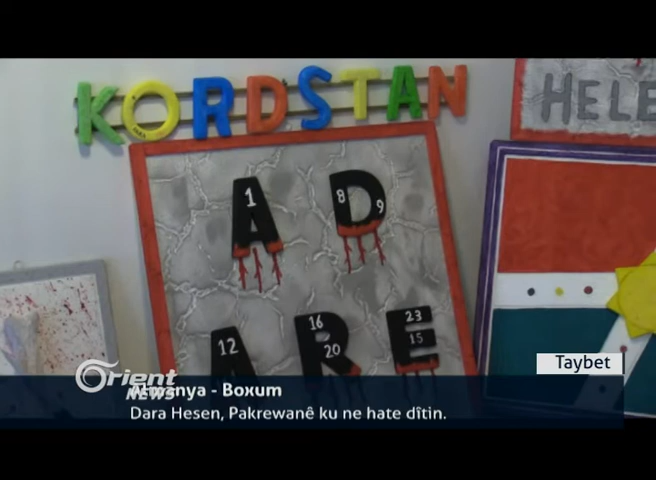 KORDSTAN
HELE
A D
1 8 9
A R E
12 16 20 23 15
Taybet
Orient
NEWS
Almanya - Boxum
Dara Hesen, Pakrewanê ku ne hate dîtin.